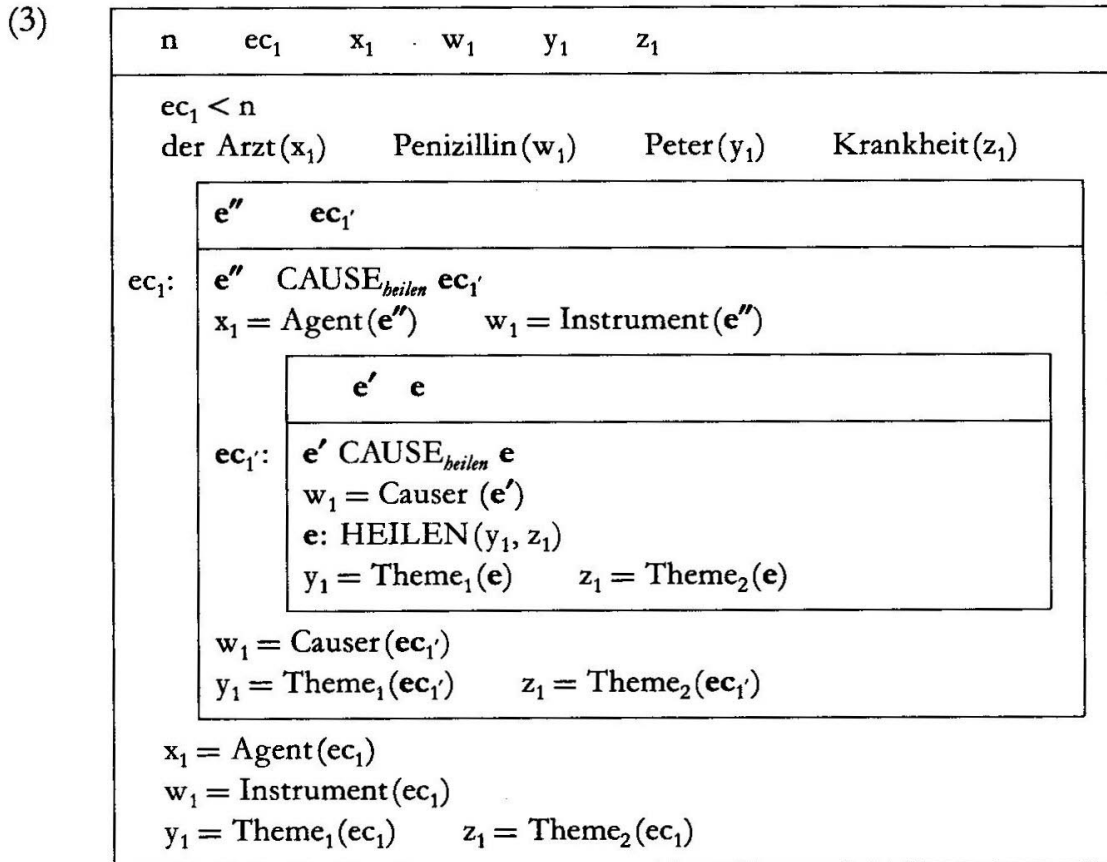 (3)
n ec₁ x₁ w₁ y₁ z₁
ec₁ < n
der Arzt(x₁) Penizillin(w₁) Peter(y₁) Krankheit(z₁)
e″ ec₁′
ec₁: e″ CAUSE_heilen ec₁′
x₁ = Agent(e″) w₁ = Instrument(e″)
e′ e
ec₁′: e′ CAUSE_heilen e
w₁ = Causer (e′)
e: HEILEN(y₁, z₁)
y₁ = Theme₁(e) z₁ = Theme₂(e)
w₁ = Causer(ec₁′)
y₁ = Theme₁(ec₁′) z₁ = Theme₂(ec₁′)
x₁ = Agent(ec₁)
w₁ = Instrument(ec₁)
y₁ = Theme₁(ec₁) z₁ = Theme₂(ec₁)